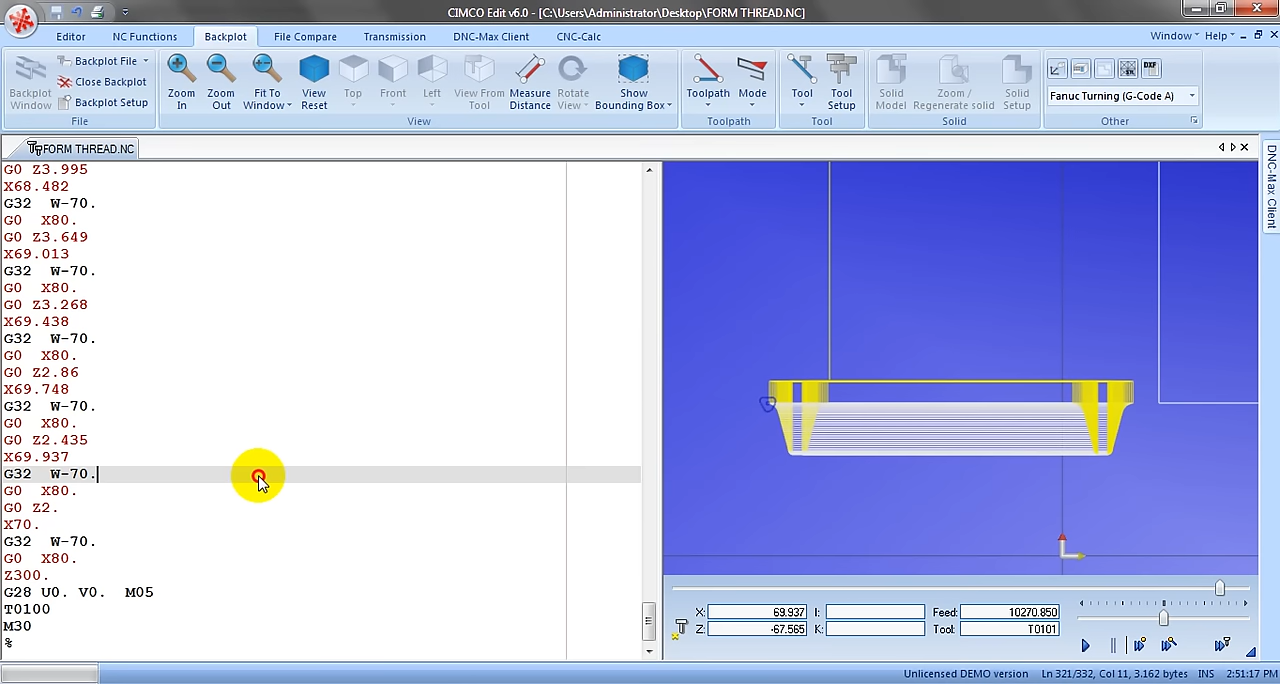 CIMCO Edit v6.0 - [C:\Users\Administrator\Desktop\FORM THREAD.NC]
Editor NC Functions Backplot File Compare Transmission DNC-Max Client CNC-Calc Window Help
Backplot Window
Backplot File
Close Backplot
Backplot Setup
File
Zoom In
Zoom Out
Fit To Window
View Reset
Top
Front
Left
View From Tool
Measure Distance
Rotate View
Show Bounding Box
View
Toolpath
Mode
Toolpath
Tool
Tool Setup
Tool
Solid Model
Zoom / Regenerate solid
Solid Setup
Solid
DXF
Fanuc Turning (G-Code A)
Other
FORM THREAD.NC
DNC-Max Client
G0 Z3.995
X68.482
G32 W-70.
G0 X80.
G0 Z3.649
X69.013
G32 W-70.
G0 X80.
G0 Z3.268
X69.438
G32 W-70.
G0 X80.
G0 Z2.86
X69.748
G32 W-70.
G0 X80.
G0 Z2.435
X69.937
G32 W-70.
G0 X80.
G0 Z2.
X70.
G32 W-70.
G0 X80.
Z300.
G28 U0. V0. M05
T0100
M30
%
X: 69.937 I: Feed: 10270.850
Z: -67.565 K: Tool: T0101
Unlicensed DEMO version Ln 321/332, Col 11, 3.162 bytes INS 2:51:17 PM